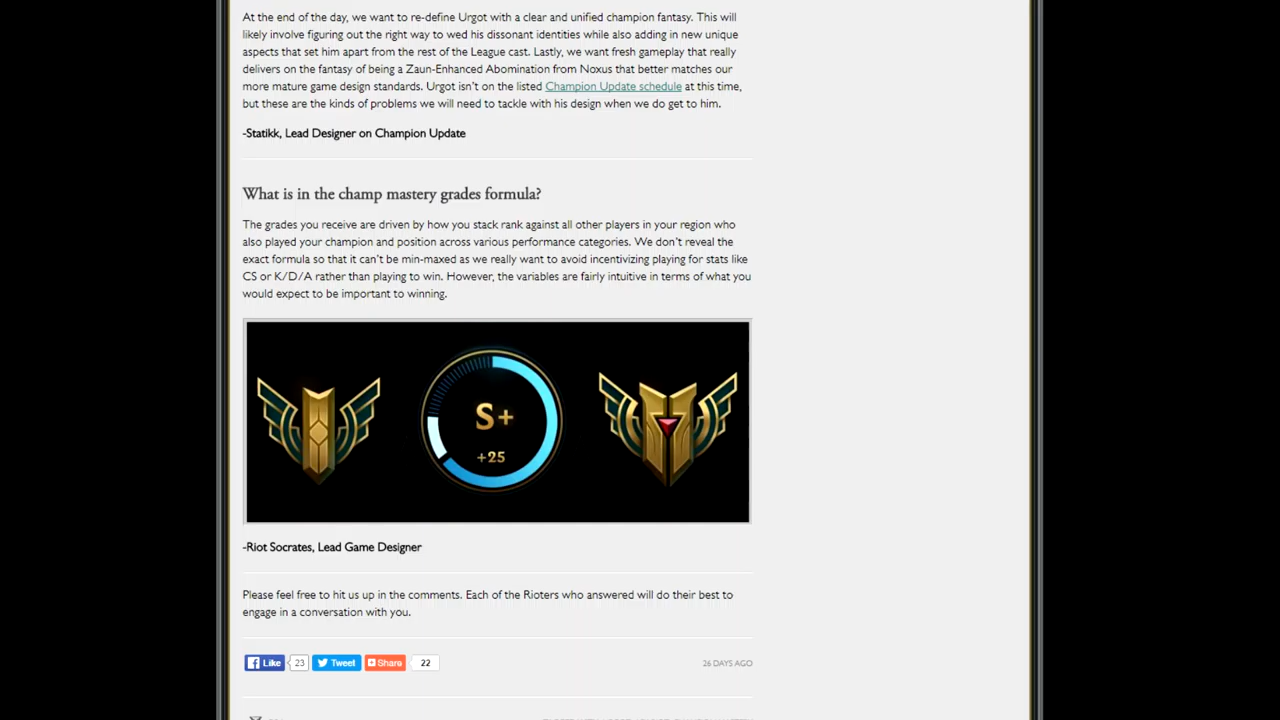 At the end of the day, we want to re-define Urgot with a clear and unified champion fantasy. This will
likely involve figuring out the right way to wed his dissonant identities while also adding in new unique
aspects that set him apart from the rest of the League cast. Lastly, we want fresh gameplay that really
delivers on the fantasy of being a Zaun-Enhanced Abomination from Noxus that better matches our
more mature game design standards. Urgot isn't on the listed Champion Update schedule at this time,
but these are the kinds of problems we will need to tackle with his design when we do get to him.
-Statikk, Lead Designer on Champion Update
What is in the champ mastery grades formula?
The grades you receive are driven by how you stack rank against all other players in your region who
also played your champion and position across various performance categories. We don't reveal the
exact formula so that it can't be min-maxed as we really want to avoid incentivizing playing for stats like
CS or K/D/A rather than playing to win. However, the variables are fairly intuitive in terms of what you
would expect to be important to winning.
S+
+25
-Riot Socrates, Lead Game Designer
Please feel free to hit us up in the comments. Each of the Rioters who answered will do their best to
engage in a conversation with you.
Like 23 Tweet Share 22 26 DAYS AGO